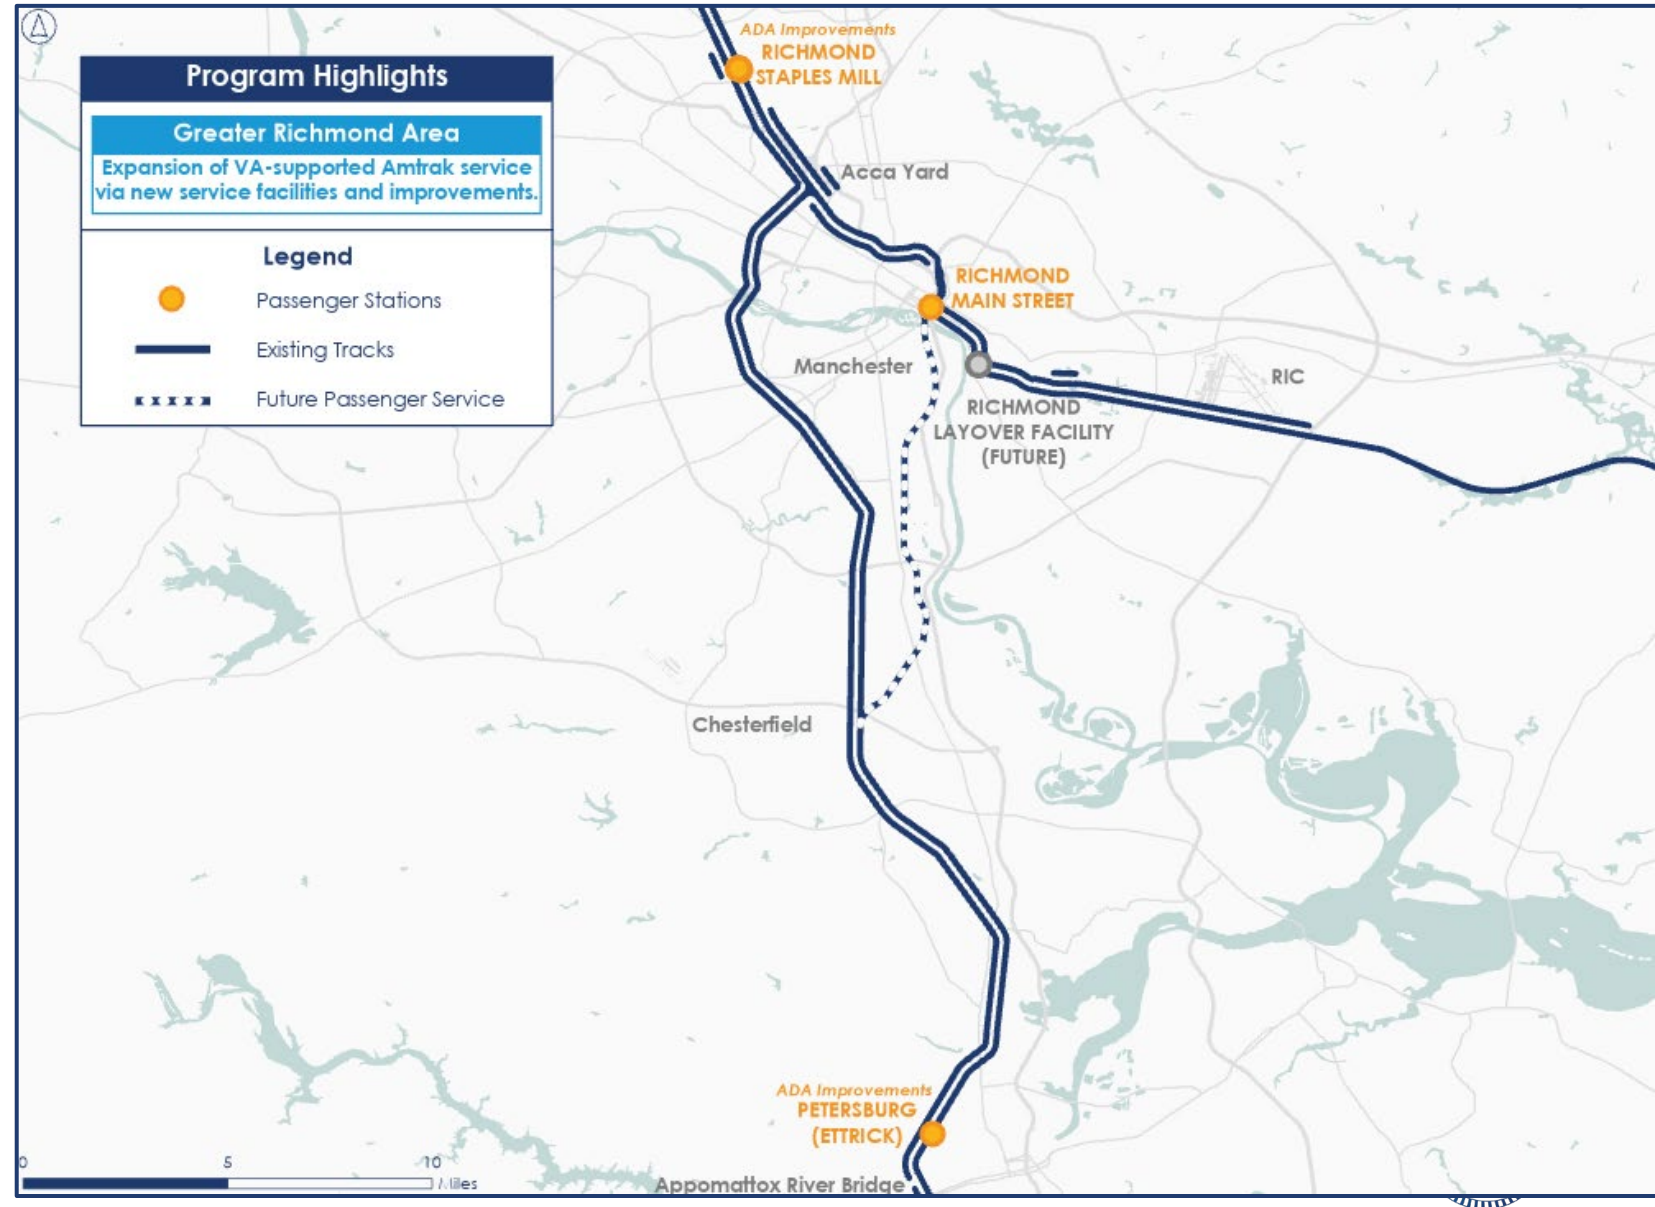 Program Highlights
Greater Richmond Area
Expansion of VA-supported Amtrak service
via new service facilities and improvements.
Legend
Passenger Stations
Existing Tracks
Future Passenger Service
ADA Improvements
RICHMOND
STAPLES MILL
Acca Yard
RICHMOND
MAIN STREET
Manchester
RIC
RICHMOND
LAYOVER FACILITY
(FUTURE)
Chesterfield
ADA Improvements
PETERSBURG
(ETTRICK)
Appomattox River Bridge
0 5 10
Miles